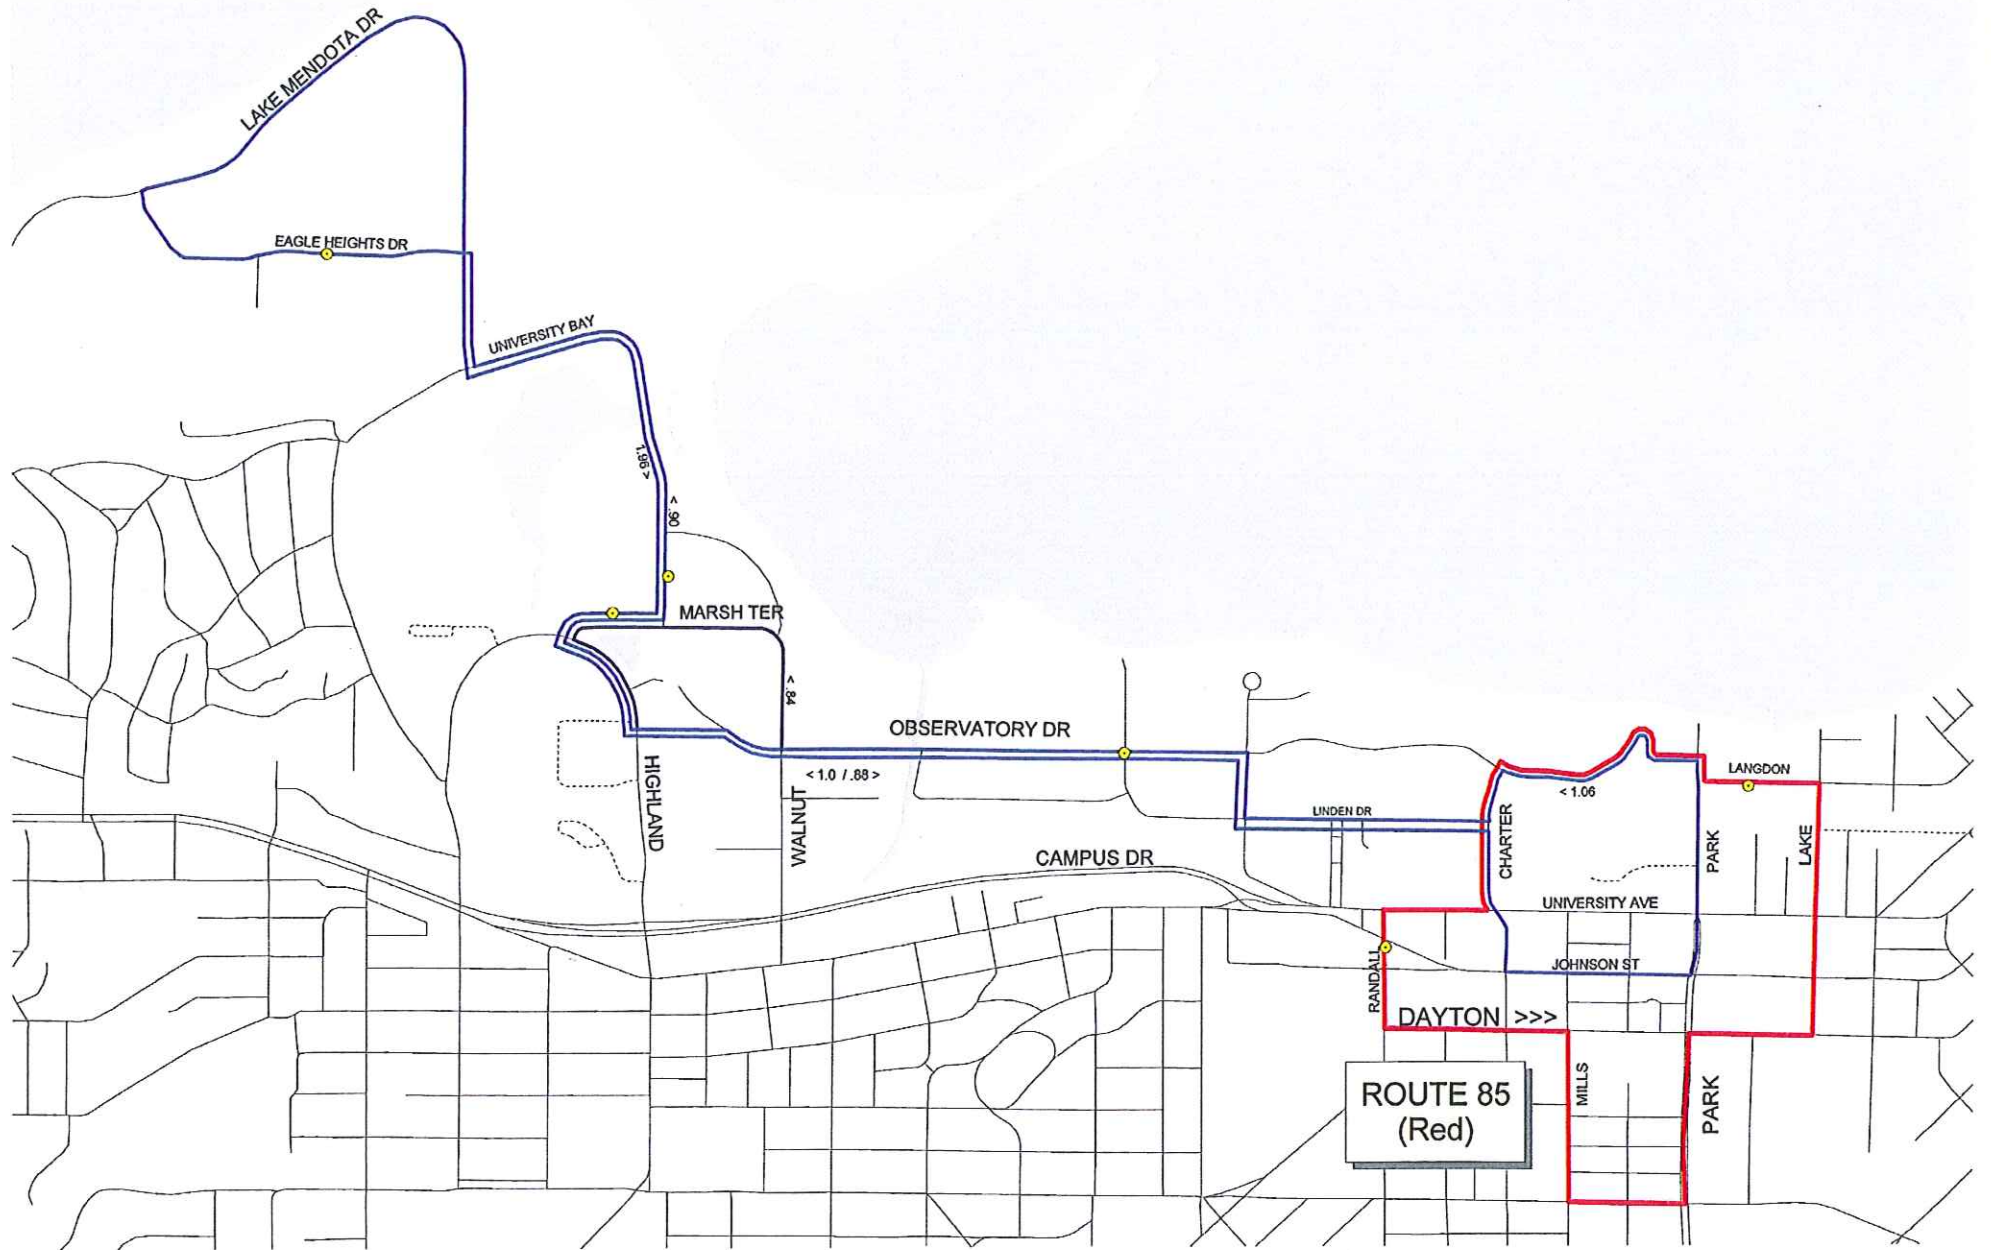 LAKE MENDOTA DR
EAGLE HEIGHTS DR
UNIVERSITY BAY
1.96 >
< .90
MARSH TER
< .84
OBSERVATORY DR
< 1.0 / .88 >
HIGHLAND
WALNUT
CAMPUS DR
LINDEN DR
< 1.06
LANGDON
CHARTER
PARK
LAKE
UNIVERSITY AVE
JOHNSON ST
RANDALL
DAYTON >>>
ROUTE 85
(Red)
MILLS
PARK